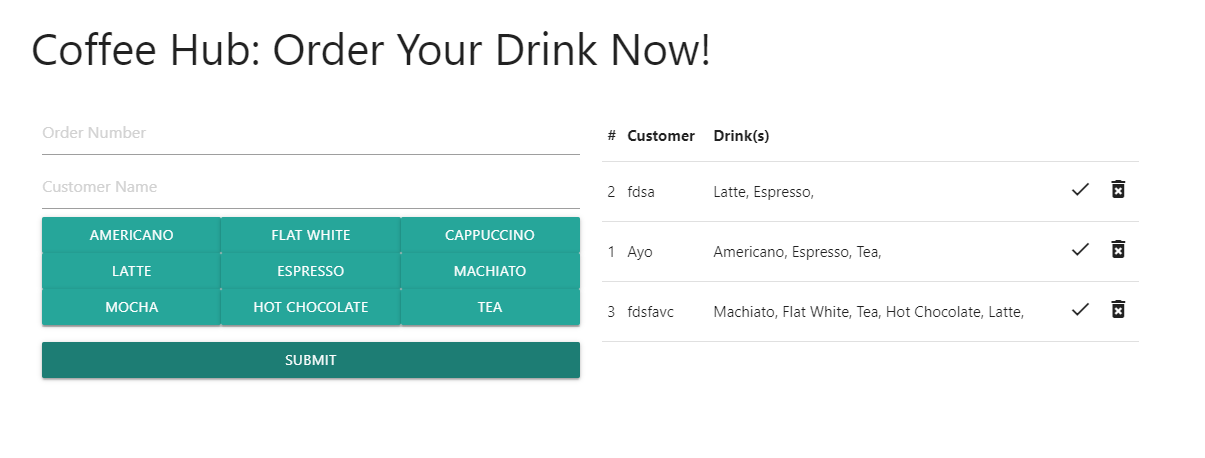 Coffee Hub: Order Your Drink Now!
Order Number
Customer Name
AMERICANO FLAT WHITE CAPPUCCINO
LATTE ESPRESSO MACHIATO
MOCHA HOT CHOCOLATE TEA
SUBMIT
# Customer Drink(s)
2 fdsa Latte, Espresso,
1 Ayo Americano, Espresso, Tea,
3 fdsfavc Machiato, Flat White, Tea, Hot Chocolate, Latte,